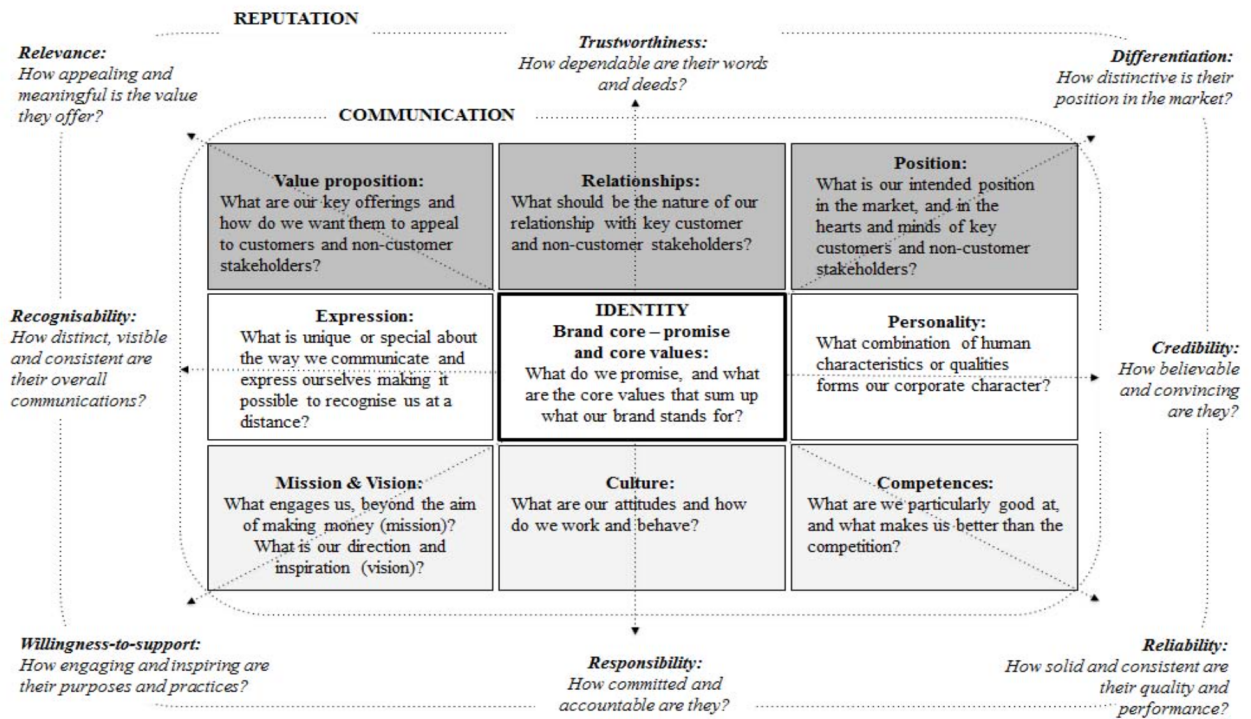 REPUTATION
Relevance:
How appealing and
meaningful is the value
they offer?
Trustworthiness:
How dependable are their words
and deeds?
Differentiation:
How distinctive is their
position in the market?
COMMUNICATION
Value proposition:
What are our key offerings and
how do we want them to appeal
to customers and non-customer
stakeholders?
Relationships:
What should be the nature of our
relationship with key customer
and non-customer stakeholders?
Position:
What is our intended position
in the market, and in the
hearts and minds of key
customers and non-customer
stakeholders?
Recognisability:
How distinct, visible
and consistent are
their overall
communications?
Expression:
What is unique or special about
the way we communicate and
express ourselves making it
possible to recognise us at a
distance?
IDENTITY
Brand core – promise
and core values:
What do we promise, and what
are the core values that sum up
what our brand stands for?
Personality:
What combination of human
characteristics or qualities
forms our corporate character?
Credibility:
How believable
and convincing
are they?
Mission & Vision:
What engages us, beyond the aim
of making money (mission)?
What is our direction and
inspiration (vision)?
Culture:
What are our attitudes and how
do we work and behave?
Competences:
What are we particularly good at,
and what makes us better than the
competition?
Willingness-to-support:
How engaging and inspiring are
their purposes and practices?
Responsibility:
How committed and
accountable are they?
Reliability:
How solid and consistent are
their quality and
performance?